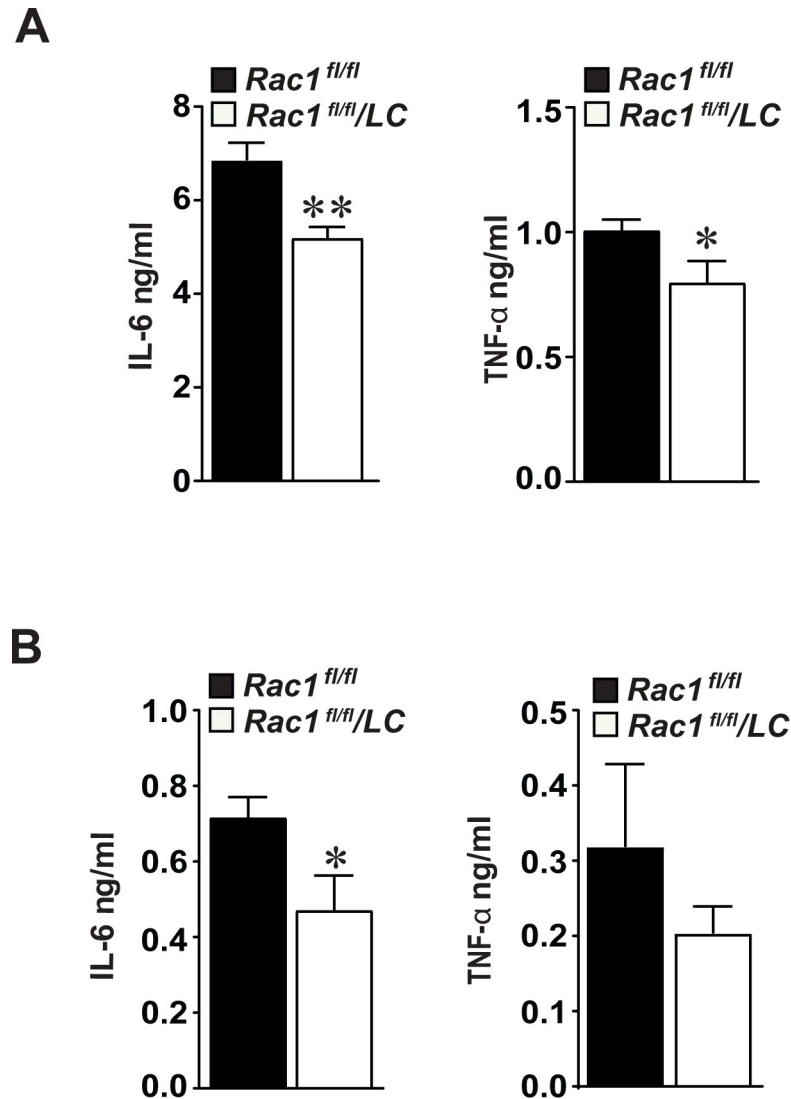 A
Rac1 fl/fl
Rac1 fl/fl/LC
8
6
4
2
0
IL-6 ng/ml
**
Rac1 fl/fl
Rac1 fl/fl/LC
1.5
1.0
0.5
0.0
TNF-α ng/ml
*
B
Rac1 fl/fl
Rac1 fl/fl/LC
1.0
0.8
0.6
0.4
0.2
0.0
IL-6 ng/ml
*
Rac1 fl/fl
Rac1 fl/fl/LC
0.5
0.4
0.3
0.2
0.1
0.0
TNF-α ng/ml